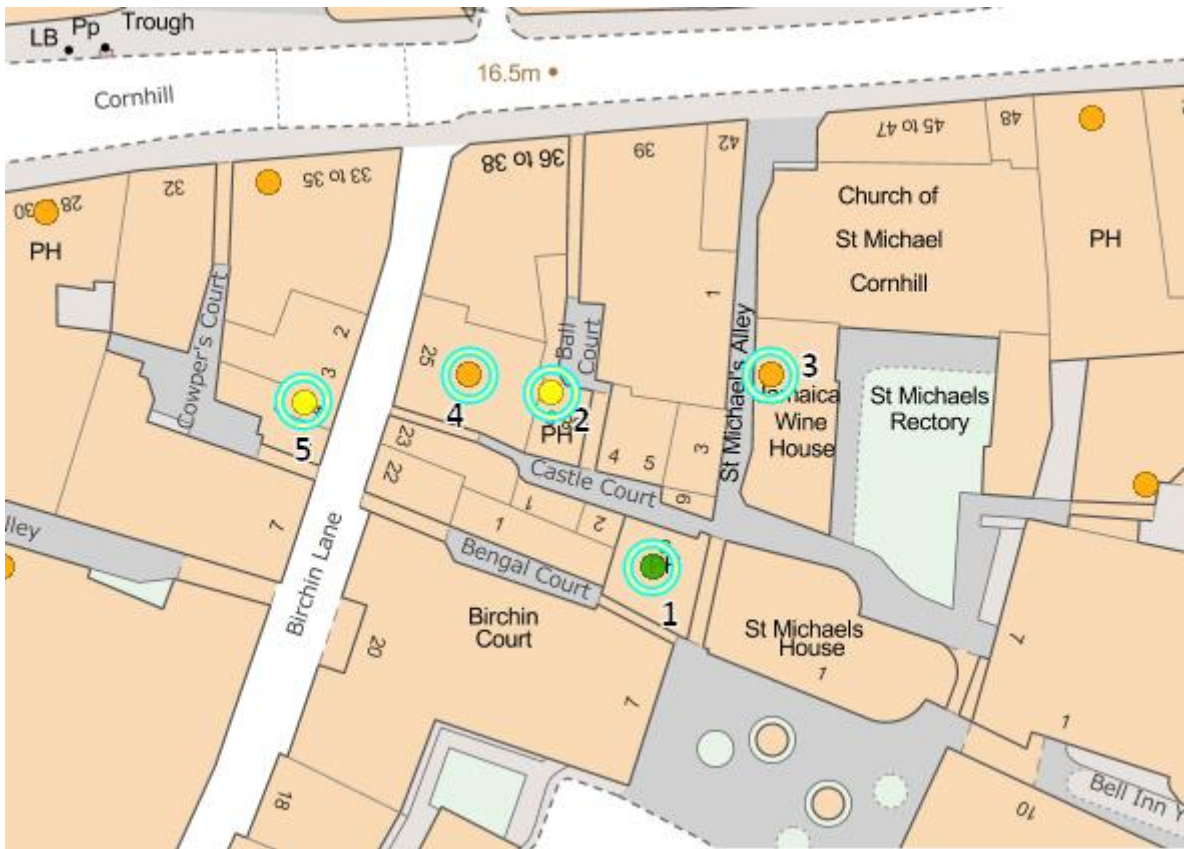 LB
Pp
Trough
Cornhill
16.5m
28
30
PH
32
33 to 35
36 to 38
39
42
45 to 47
48
Church of
St Michael
Cornhill
PH
Cowper's Court
2
3
5
25
4
Ball
Court
2
PH
1
St Michael's Alley
3
Jamaica
Wine
House
St Michaels
Rectory
23
22
Castle Court
4
5
3
6
lley
7
Birchin Lane
1
1
2
Bengal Court
1
Birchin
Court
20
St Michaels
House
1
7
7
1
18
10
Bell Inn Y